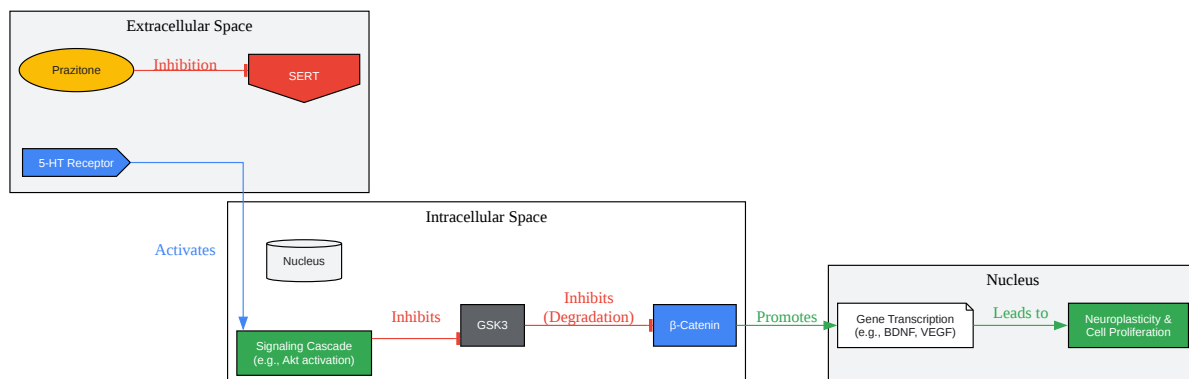 Extracellular Space
Prazitone
Inhibition
SERT
5-HT Receptor
Intracellular Space
Activates
Nucleus
Signaling Cascade
(e.g., Akt activation)
Inhibits
GSK3
Inhibits
(Degradation)
β-Catenin
Promotes
Nucleus
Gene Transcription
(e.g., BDNF, VEGF)
Leads to
Neuroplasticity &
Cell Proliferation